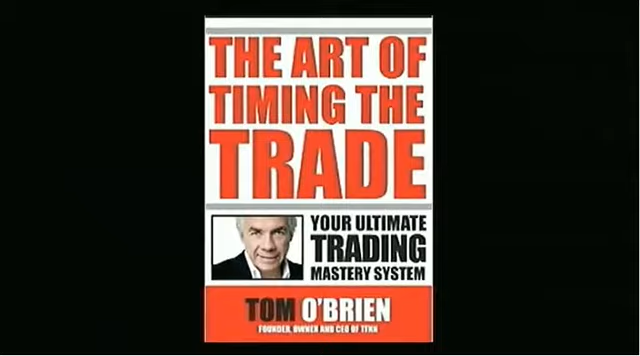 THE ART OF
TIMING THE
TRADE
YOUR ULTIMATE
TRADING
MASTERY SYSTEM
TOM O'BRIEN
FOUNDER, OWNER AND CEO OF TFNN